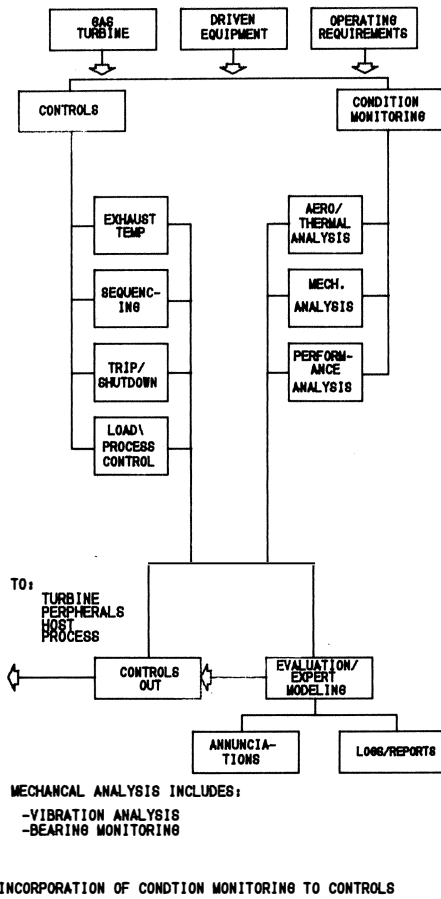 GAS
TURBINE
DRIVEN
EQUIPMENT
OPERATING
REQUIREMENTS
CONTROLS
CONDITION
MONITORING
EXHAUST
TEMP
SEQUENC-
ING
TRIP/
SHUTDOWN
LOAD\
PROCESS
CONTROL
AERO/
THERMAL
ANALYSIS
MECH.
ANALYSIS
PERFORM-
ANCE
ANALYSIS
TO:
TURBINE
PERPHERALS
HOST
PROCESS
CONTROLS
OUT
EVALUATION/
EXPERT
MODELING
ANNUNCIA-
TIONS
LOGS/REPORTS
MECHANCAL ANALYSIS INCLUDES:
-VIBRATION ANALYSIS
-BEARING MONITORING
INCORPORATION OF CONDTION MONITORING TO CONTROLS